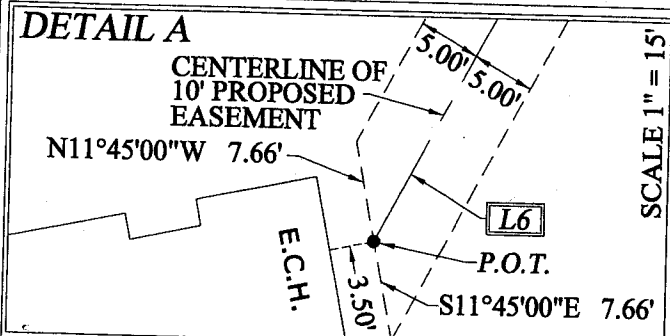 DETAIL A
5.00' 5.00'
CENTERLINE OF
10' PROPOSED
EASEMENT
N11°45'00"W 7.66'
SCALE 1" = 15'
L6
E.C.H.
P.O.T.
3.50'
S11°45'00"E 7.66'